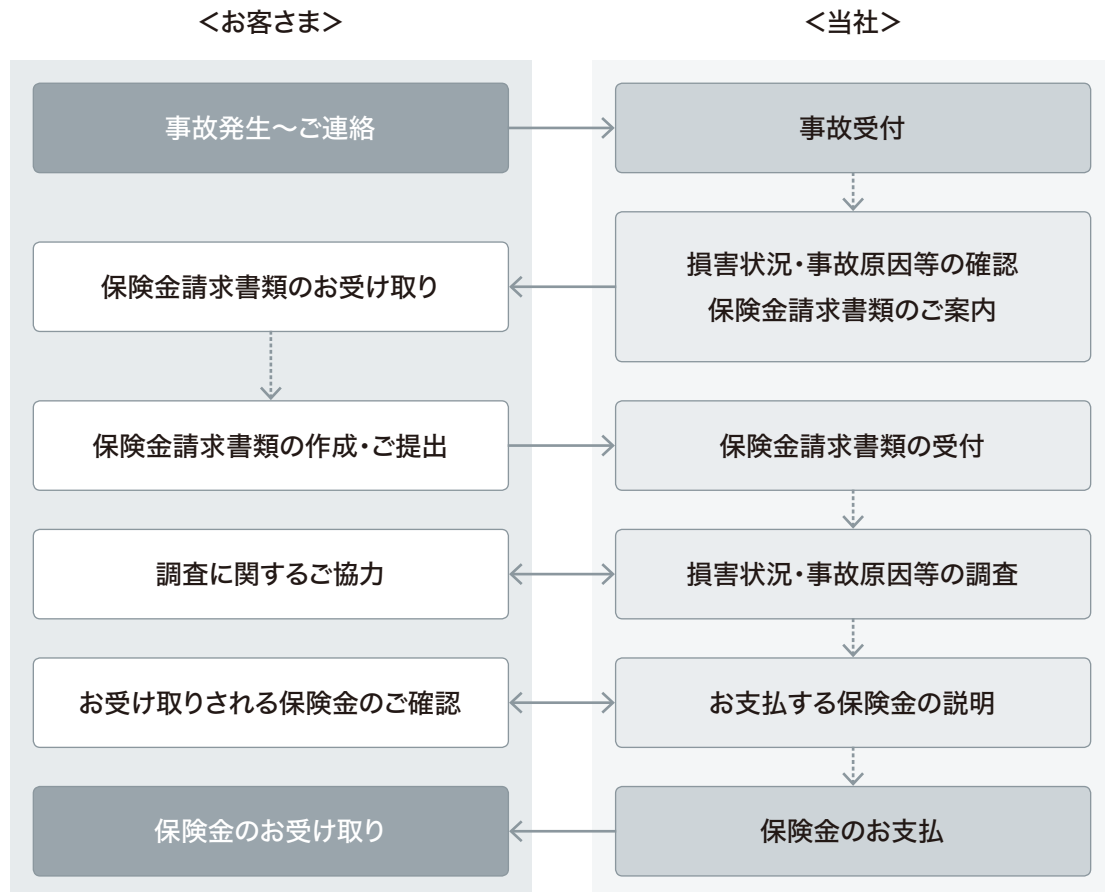 ＜お客さま＞
＜当社＞
事故発生～ご連絡
事故受付
損害状況・事故原因等の確認
保険金請求書類のご案内
保険金請求書類のお受け取り
保険金請求書類の作成・ご提出
保険金請求書類の受付
調査に関するご協力
損害状況・事故原因等の調査
お受け取りされる保険金のご確認
お支払する保険金の説明
保険金のお受け取り
保険金のお支払